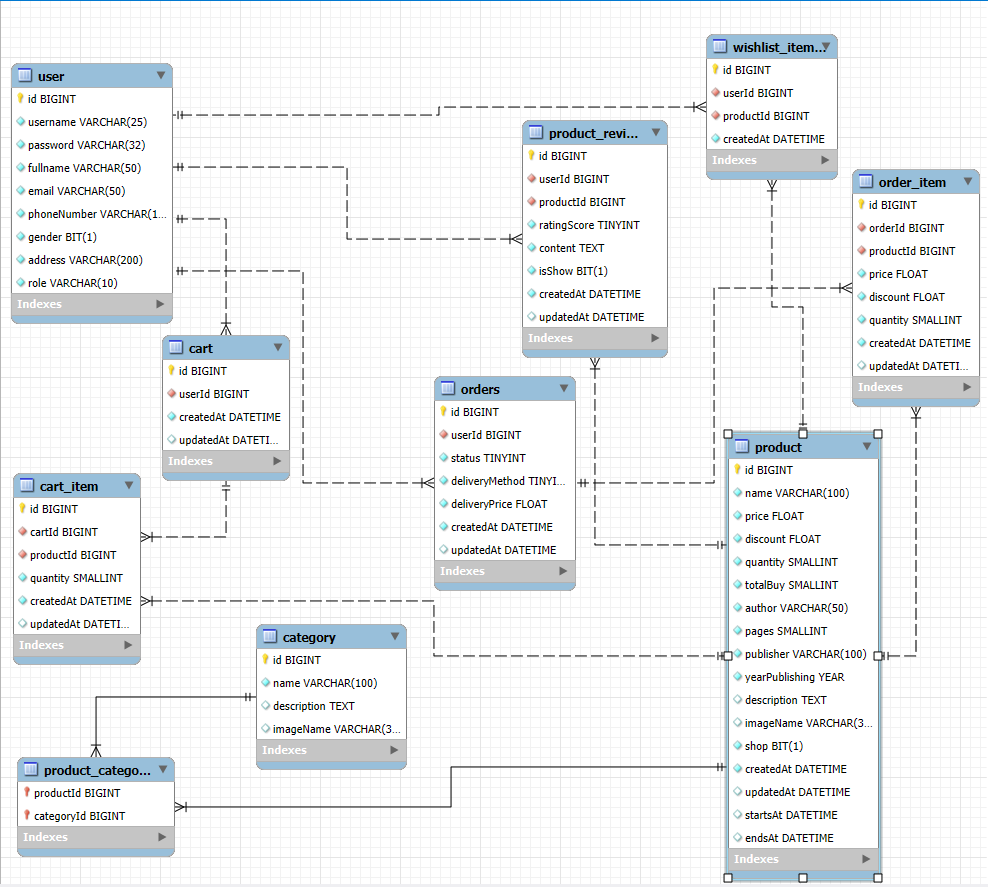 user
id BIGINT
username VARCHAR(25)
password VARCHAR(32)
fullname VARCHAR(50)
email VARCHAR(50)
phoneNumber VARCHAR(1...
gender BIT(1)
address VARCHAR(200)
role VARCHAR(10)
Indexes
wishlist_item...
id BIGINT
userId BIGINT
productId BIGINT
createdAt DATETIME
Indexes
product_revi...
id BIGINT
userId BIGINT
productId BIGINT
ratingScore TINYINT
content TEXT
isShow BIT(1)
createdAt DATETIME
updatedAt DATETIME
Indexes
order_item
id BIGINT
orderId BIGINT
productId BIGINT
price FLOAT
discount FLOAT
quantity SMALLINT
createdAt DATETIME
updatedAt DATETI...
Indexes
cart
id BIGINT
userId BIGINT
createdAt DATETIME
updatedAt DATETI...
Indexes
orders
id BIGINT
userId BIGINT
status TINYINT
deliveryMethod TINYI...
deliveryPrice FLOAT
createdAt DATETIME
updatedAt DATETIME
Indexes
product
id BIGINT
name VARCHAR(100)
price FLOAT
discount FLOAT
quantity SMALLINT
totalBuy SMALLINT
author VARCHAR(50)
pages SMALLINT
publisher VARCHAR(100)
yearPublishing YEAR
description TEXT
imageName VARCHAR(3...
shop BIT(1)
createdAt DATETIME
updatedAt DATETIME
startsAt DATETIME
endsAt DATETIME
Indexes
cart_item
id BIGINT
cartId BIGINT
productId BIGINT
quantity SMALLINT
createdAt DATETIME
updatedAt DATETI...
Indexes
category
id BIGINT
name VARCHAR(100)
description TEXT
imageName VARCHAR(3...
Indexes
product_catego...
productId BIGINT
categoryId BIGINT
Indexes